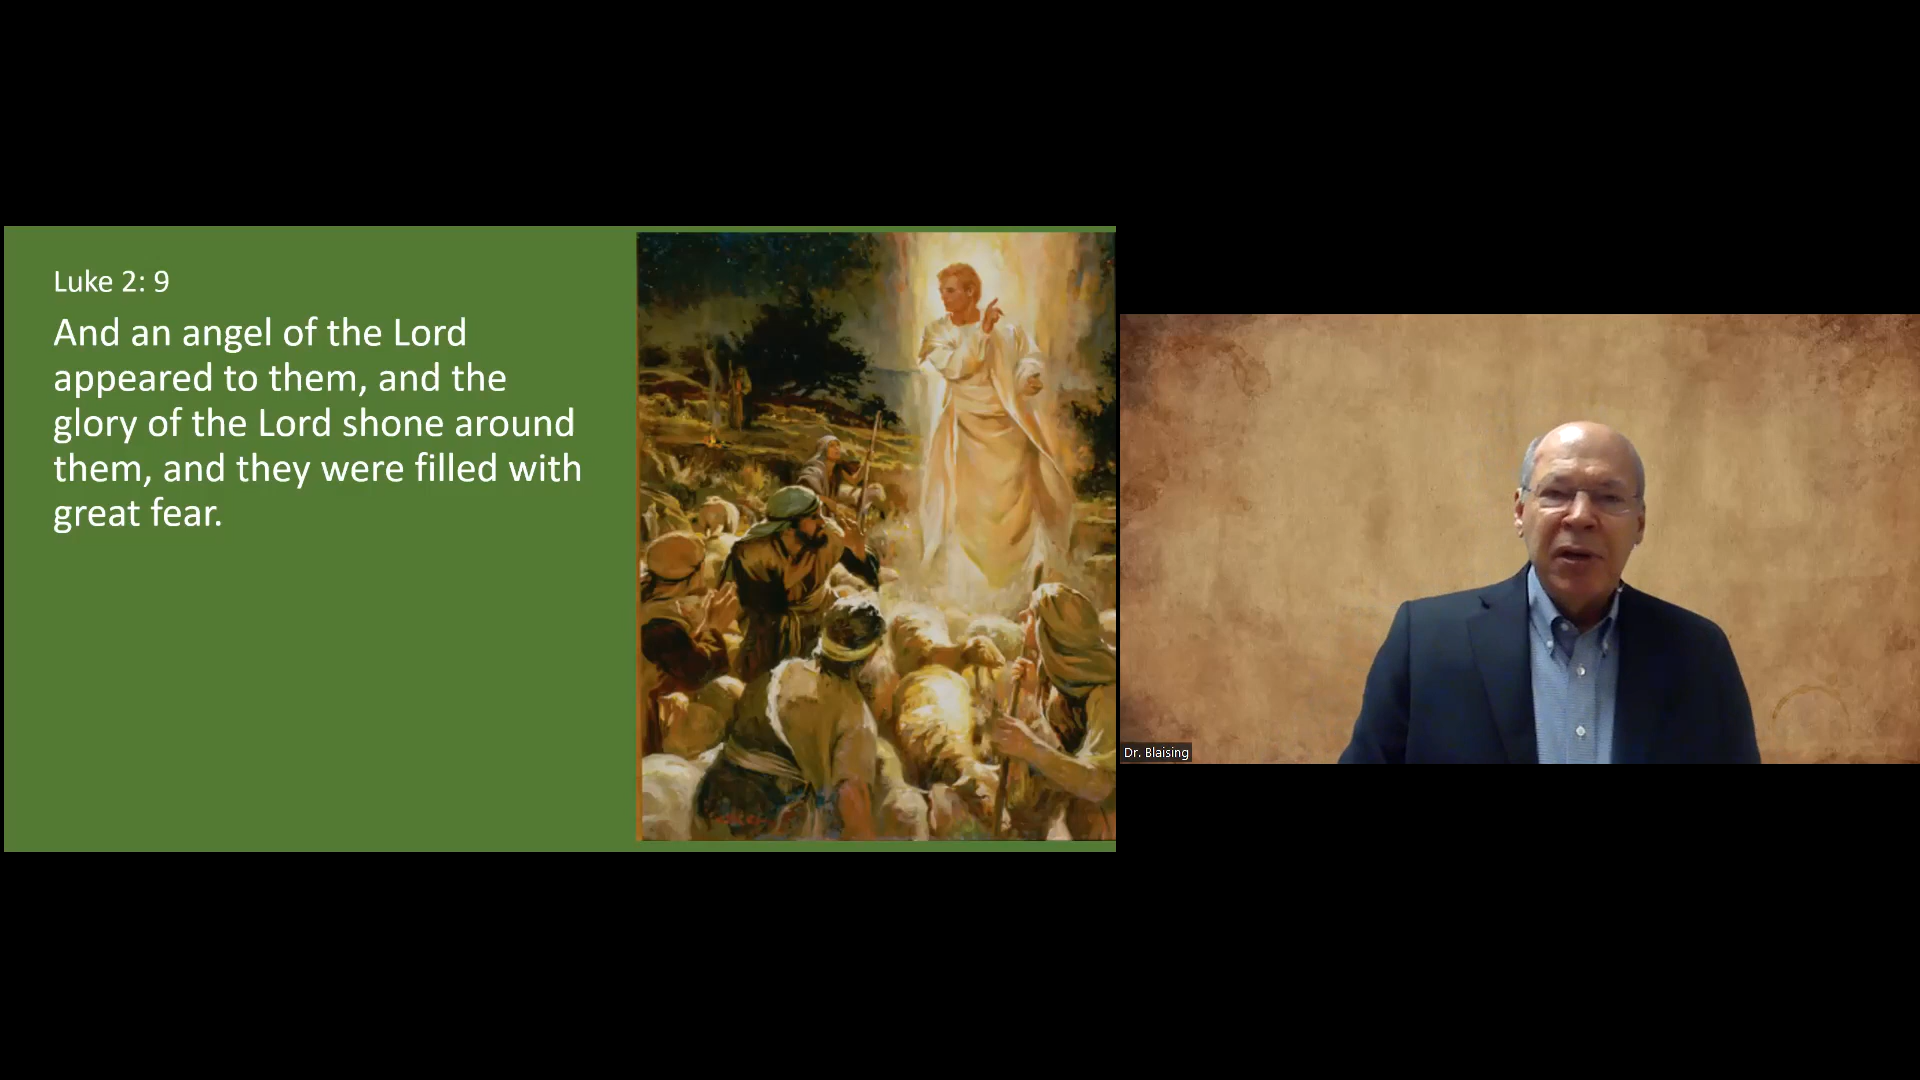 Luke 2: 9
And an angel of the Lord
appeared to them, and the
glory of the Lord shone around
them, and they were filled with
great fear.
Dr. Blaising